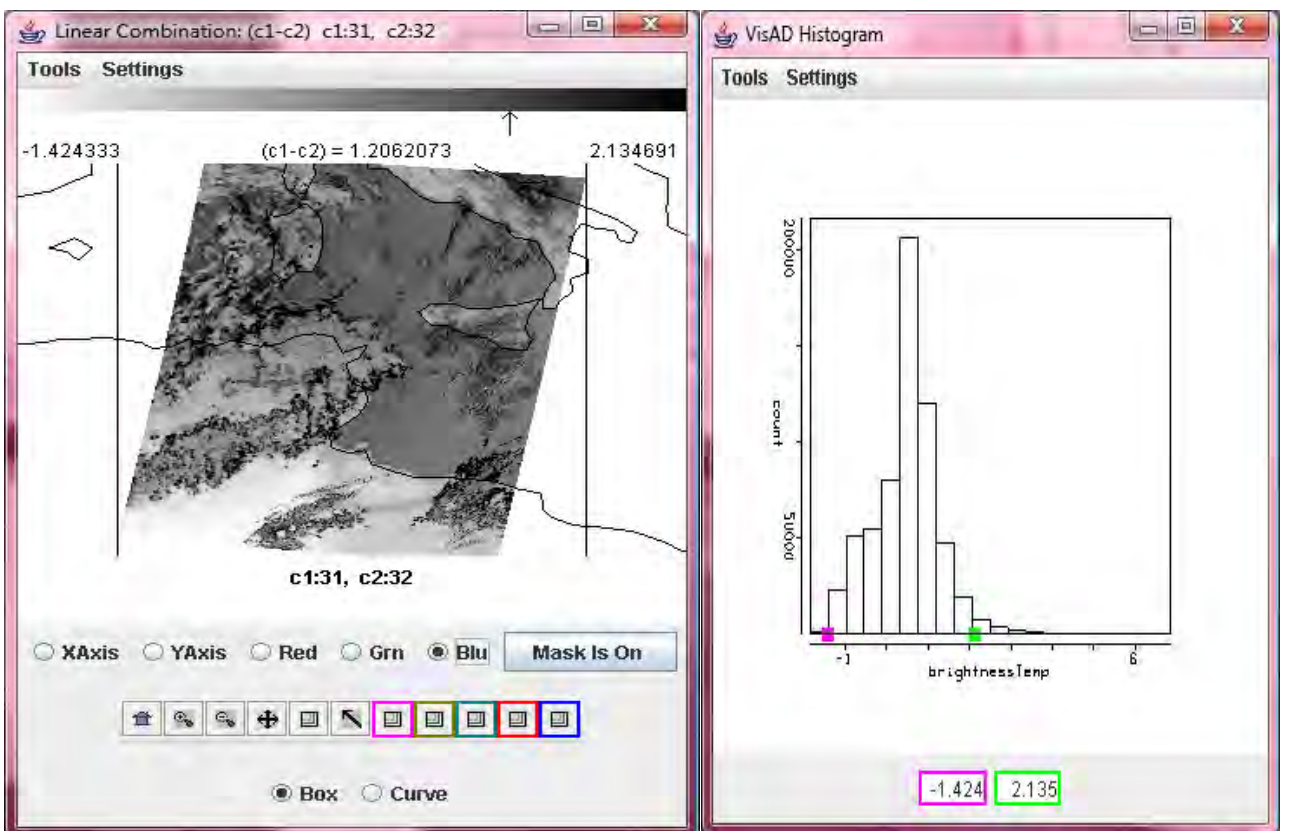 Linear Combination: (c1-c2) c1:31, c2:32
Tools Settings
-1.424333 (c1-c2) = 1.2062073 2.134691
c1:31, c2:32
XAxis YAxis Red Grn Blu Mask Is On
Box Curve
VisAD Histogram
Tools Settings
200000
count
50000
-1 6
brightnessTemp
-1.424 2.135